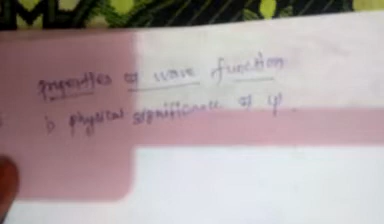 properties of wave function
i) physical significance of ψ.